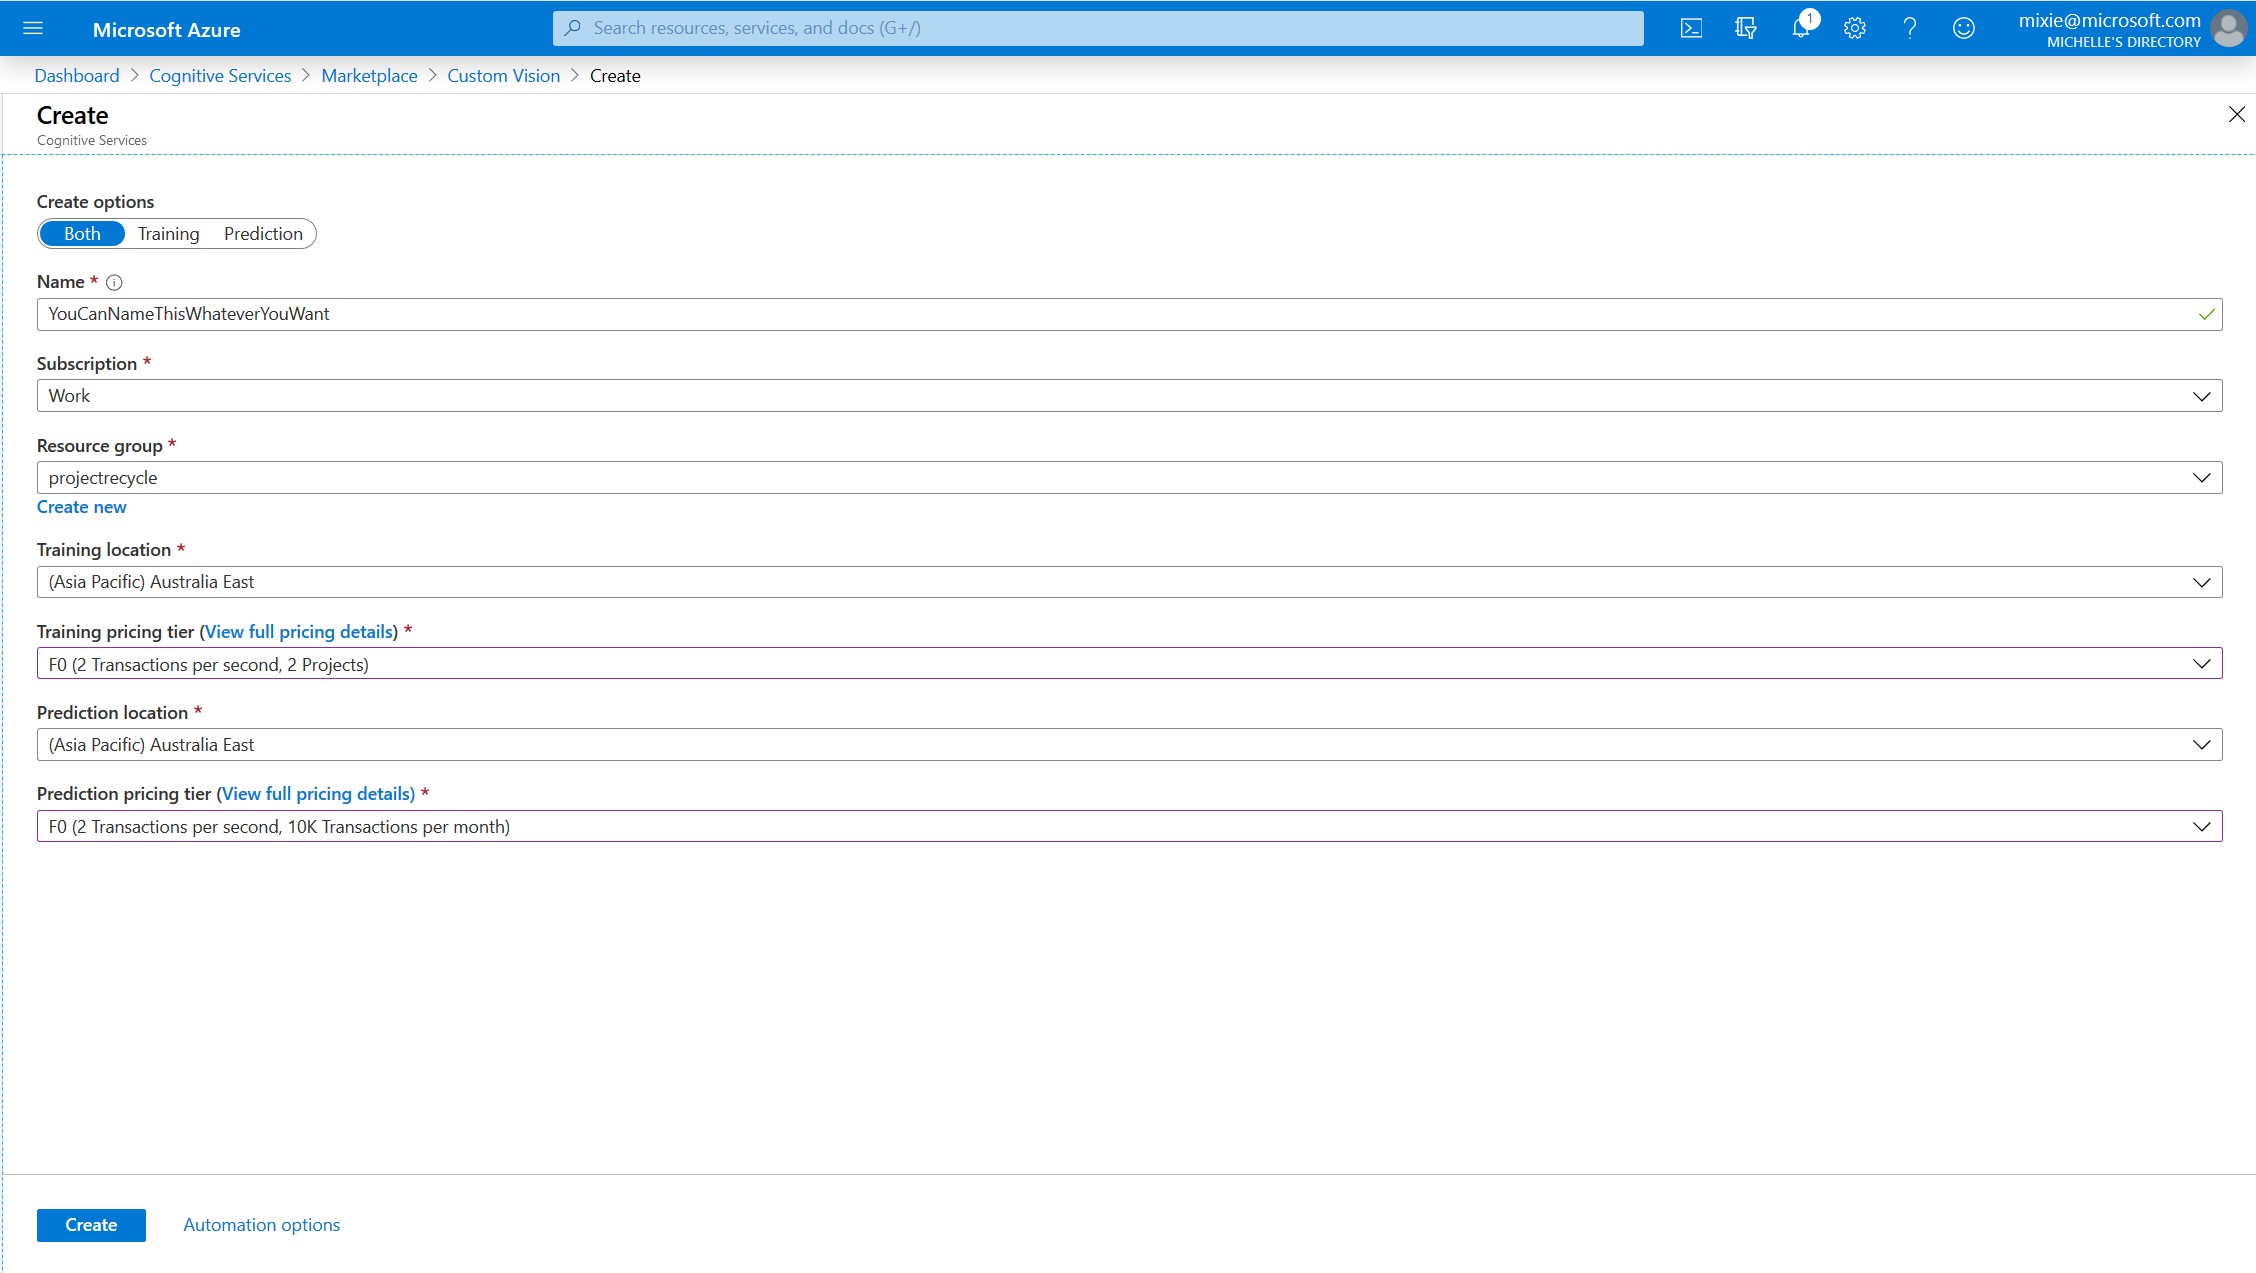 Microsoft Azure
Search resources, services, and docs (G+/)
1
mixie@microsoft.com
MICHELLE'S DIRECTORY
Dashboard > Cognitive Services > Marketplace > Custom Vision > Create
Create
Cognitive Services
Create options
Both Training Prediction
Name *
YouCanNameThisWhateverYouWant
Subscription *
Work
Resource group *
projectrecycle
Create new
Training location *
(Asia Pacific) Australia East
Training pricing tier (View full pricing details) *
F0 (2 Transactions per second, 2 Projects)
Prediction location *
(Asia Pacific) Australia East
Prediction pricing tier (View full pricing details) *
F0 (2 Transactions per second, 10K Transactions per month)
Create Automation options